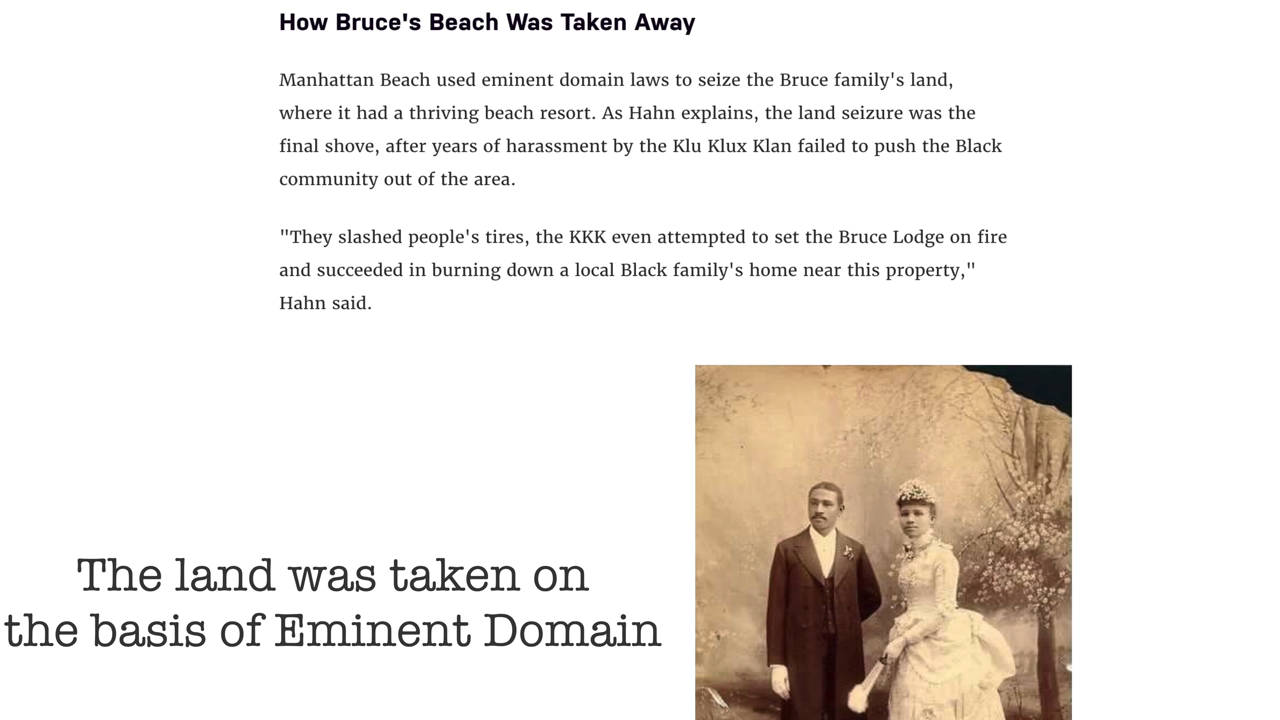 How Bruce's Beach Was Taken Away
Manhattan Beach used eminent domain laws to seize the Bruce family's land,
where it had a thriving beach resort. As Hahn explains, the land seizure was the
final shove, after years of harassment by the Klu Klux Klan failed to push the Black
community out of the area.
"They slashed people's tires, the KKK even attempted to set the Bruce Lodge on fire
and succeeded in burning down a local Black family's home near this property,"
Hahn said.
The land was taken on
the basis of Eminent Domain